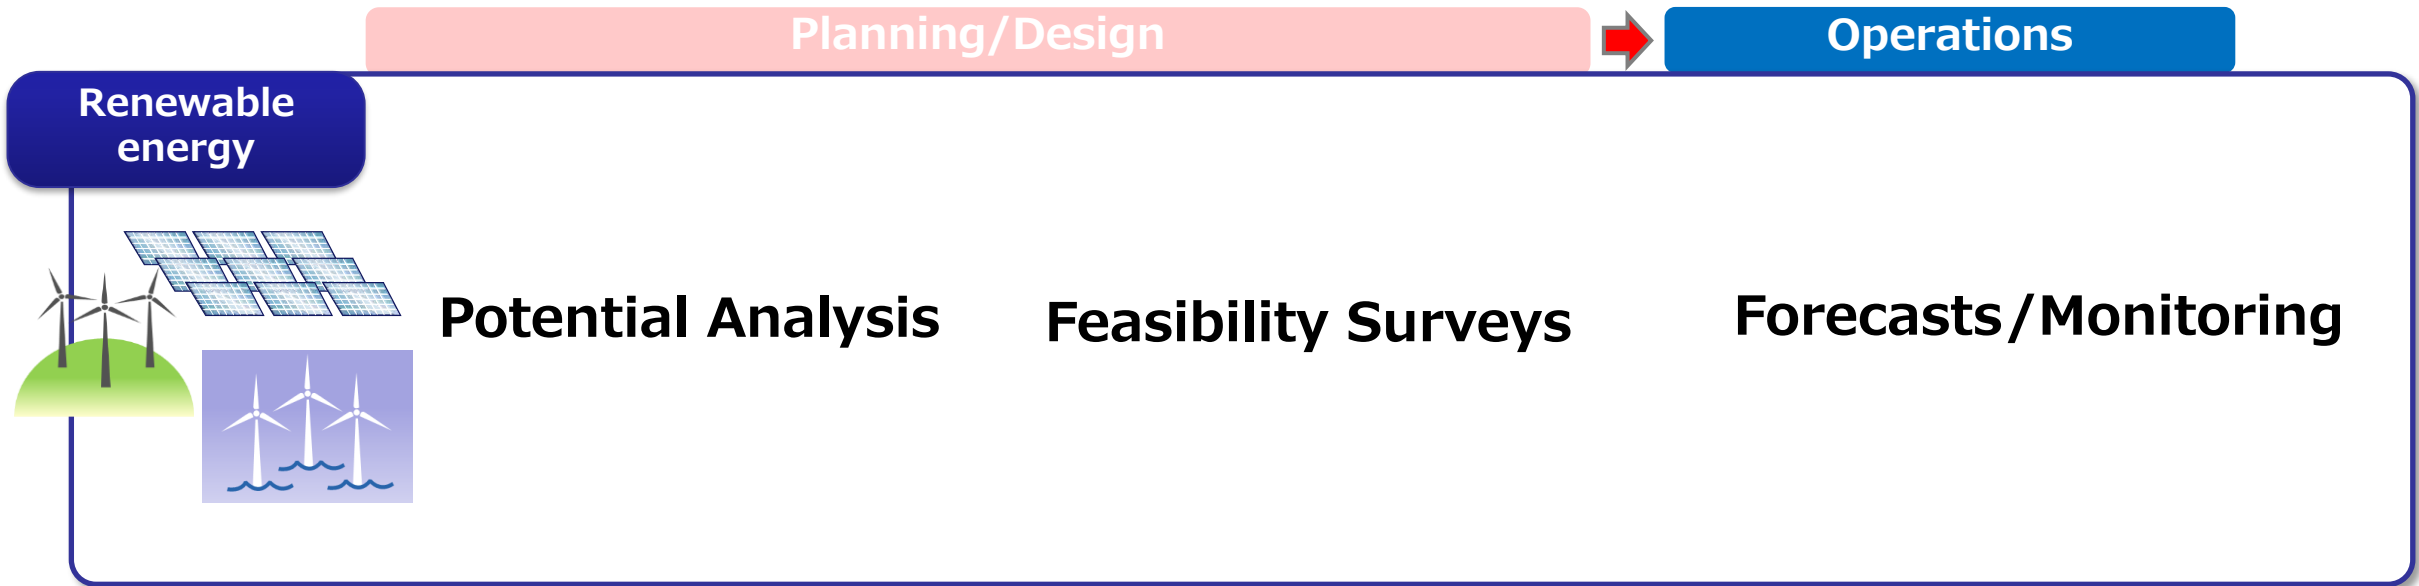 Planning/Design
Operations
Renewable
energy
Potential Analysis
Feasibility Surveys
Forecasts/Monitoring